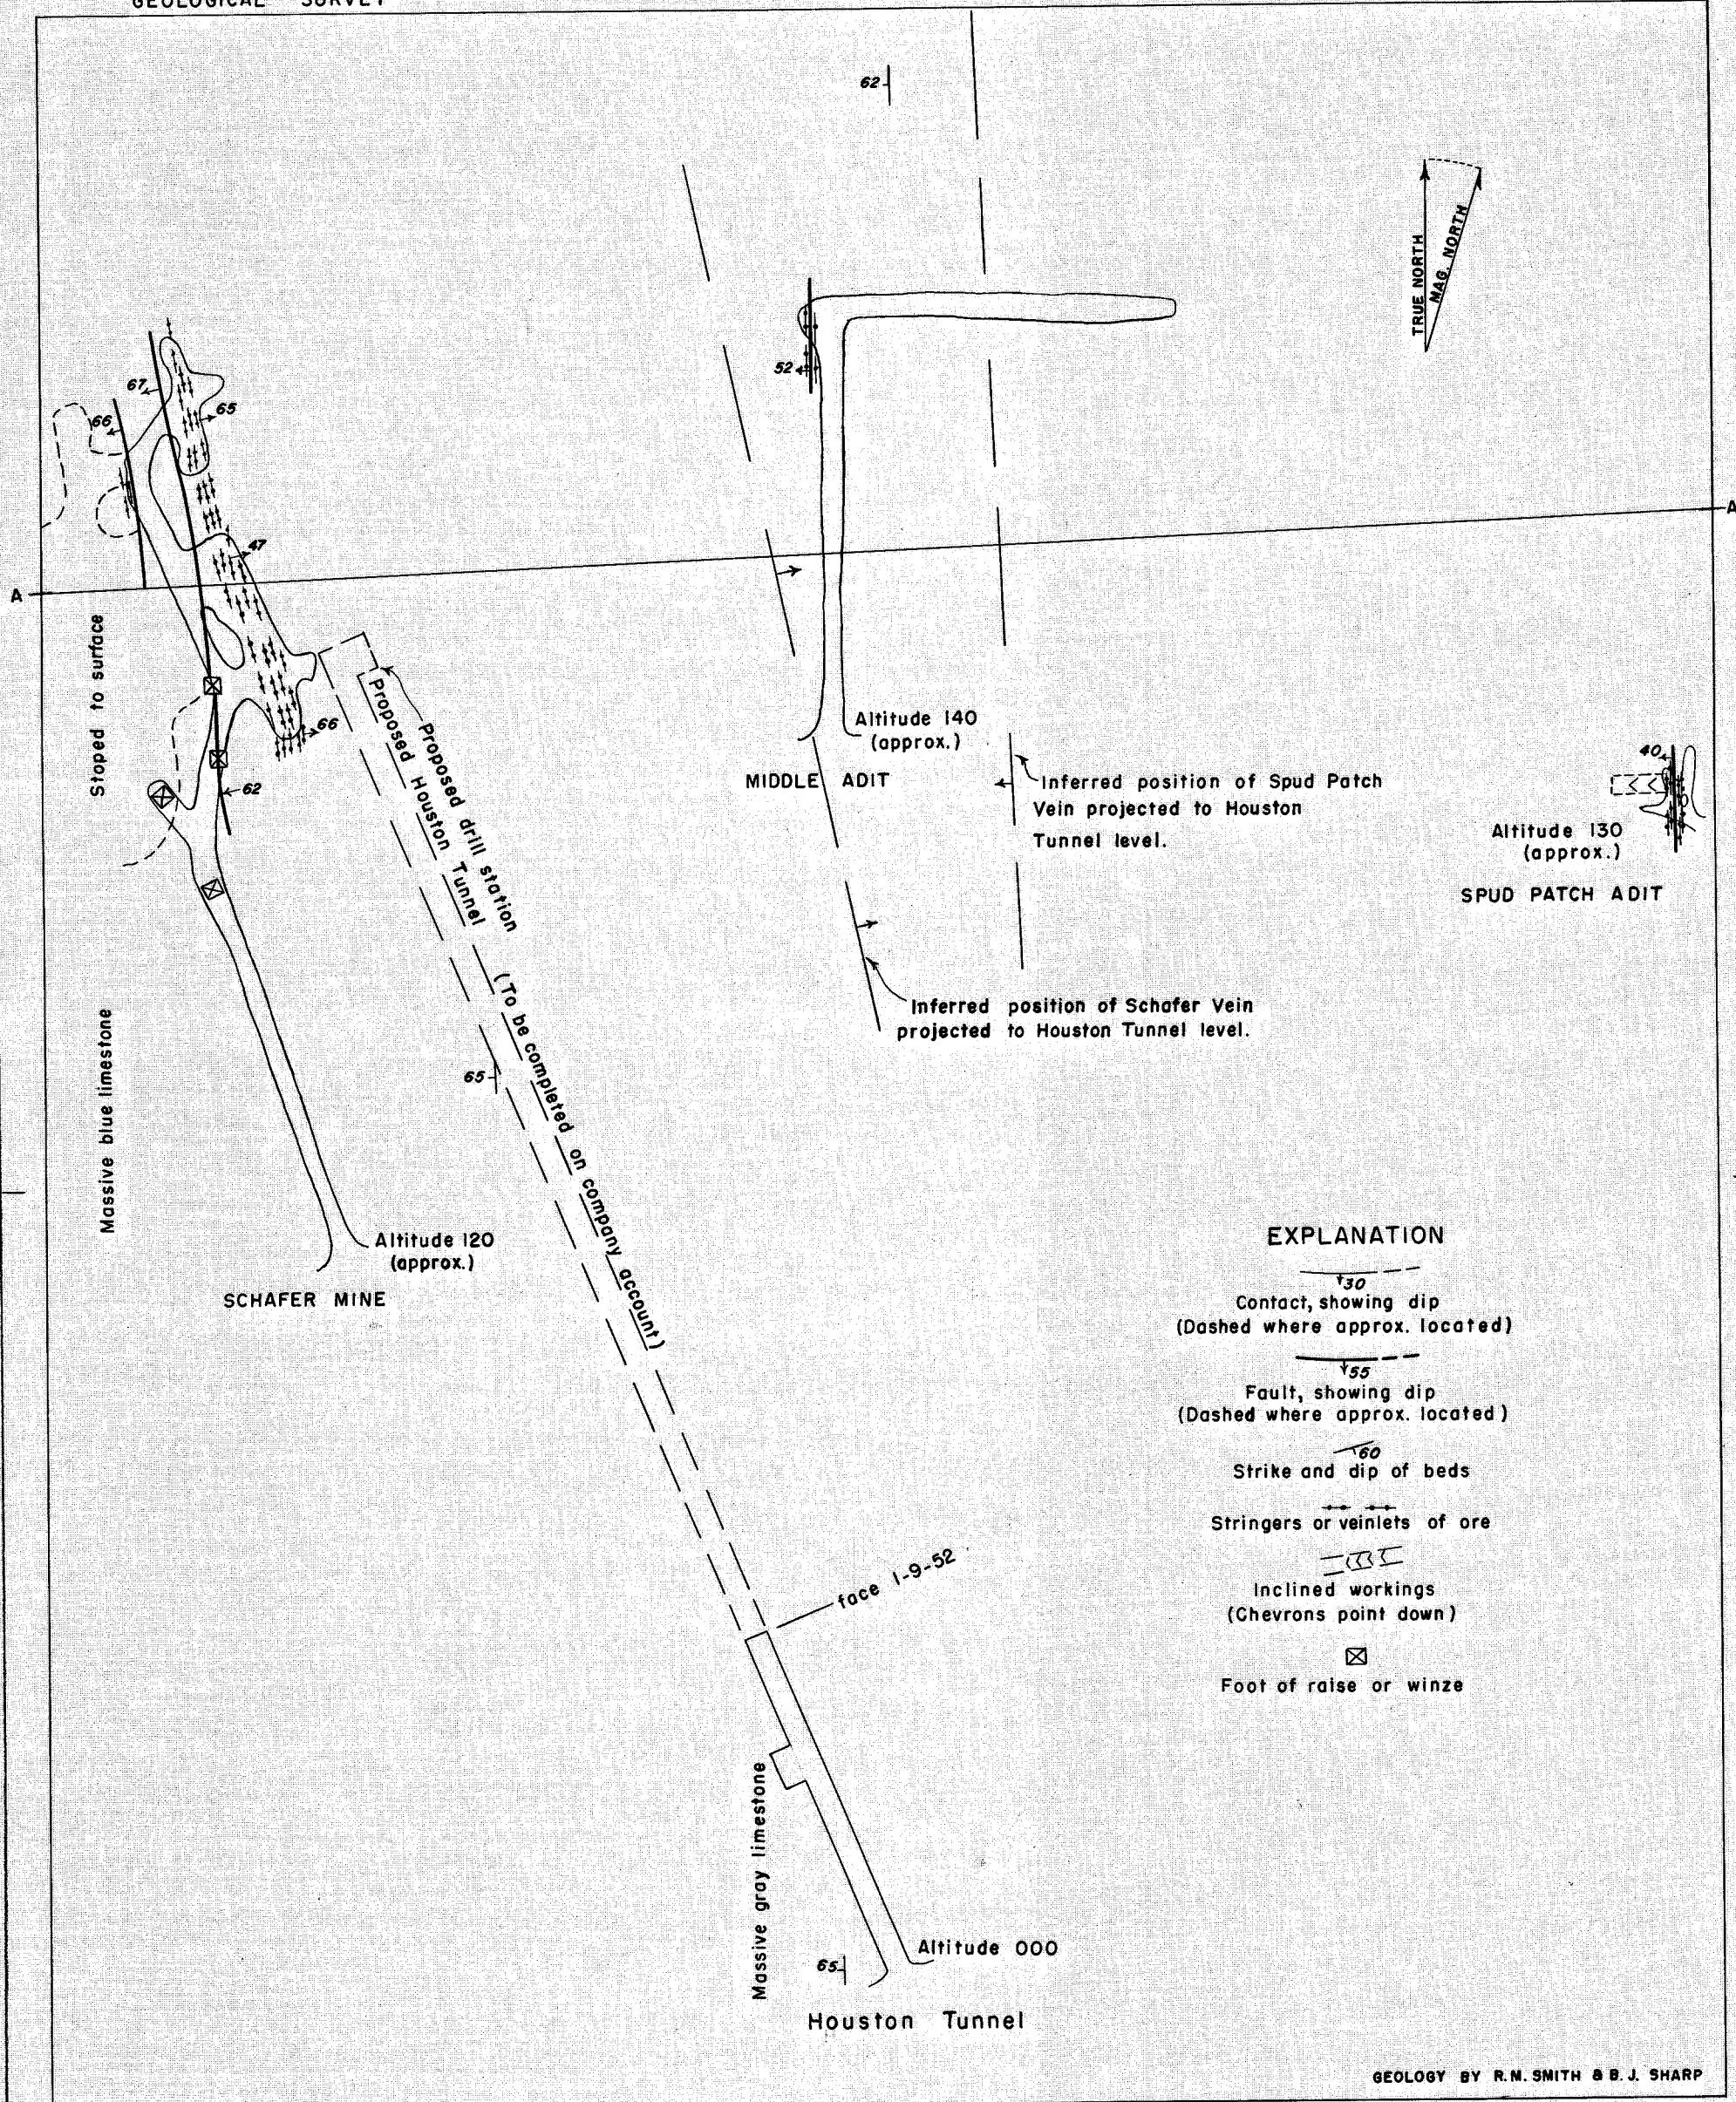 GEOLOGICAL SURVEY
62
TRUE NORTH
MAG. NORTH
67
66
65
52
47
A
A
Stoped to surface
66
62
Proposed drill station
Proposed Houston Tunnel
(To be completed on company account)
Altitude 140
(approx.)
MIDDLE ADIT
Inferred position of Spud Patch
Vein projected to Houston
Tunnel level.
40
Altitude 130
(approx.)
SPUD PATCH ADIT
Inferred position of Schafer Vein
projected to Houston Tunnel level.
Massive blue limestone
65
Altitude 120
(approx.)
SCHAFER MINE
EXPLANATION
30
Contact, showing dip
(Dashed where approx. located)
55
Fault, showing dip
(Dashed where approx. located)
60
Strike and dip of beds
Stringers or veinlets of ore
Inclined workings
(Chevrons point down)
Foot of raise or winze
face 1-9-52
Massive gray limestone
65
Altitude 000
Houston Tunnel
GEOLOGY BY R.M. SMITH & B.J. SHARP